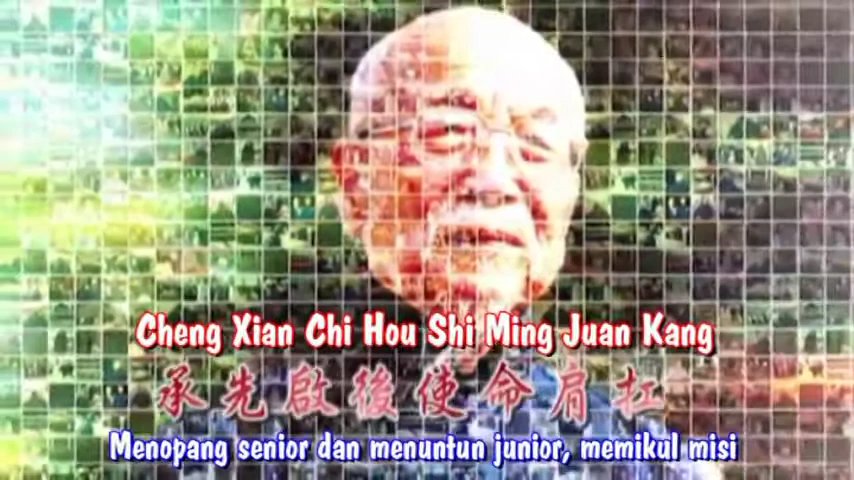 Cheng Xian Chi Hou Shi Ming Juan Kang
承先啟後使命肩扛
Menopang senior dan menuntun junior, memikul misi